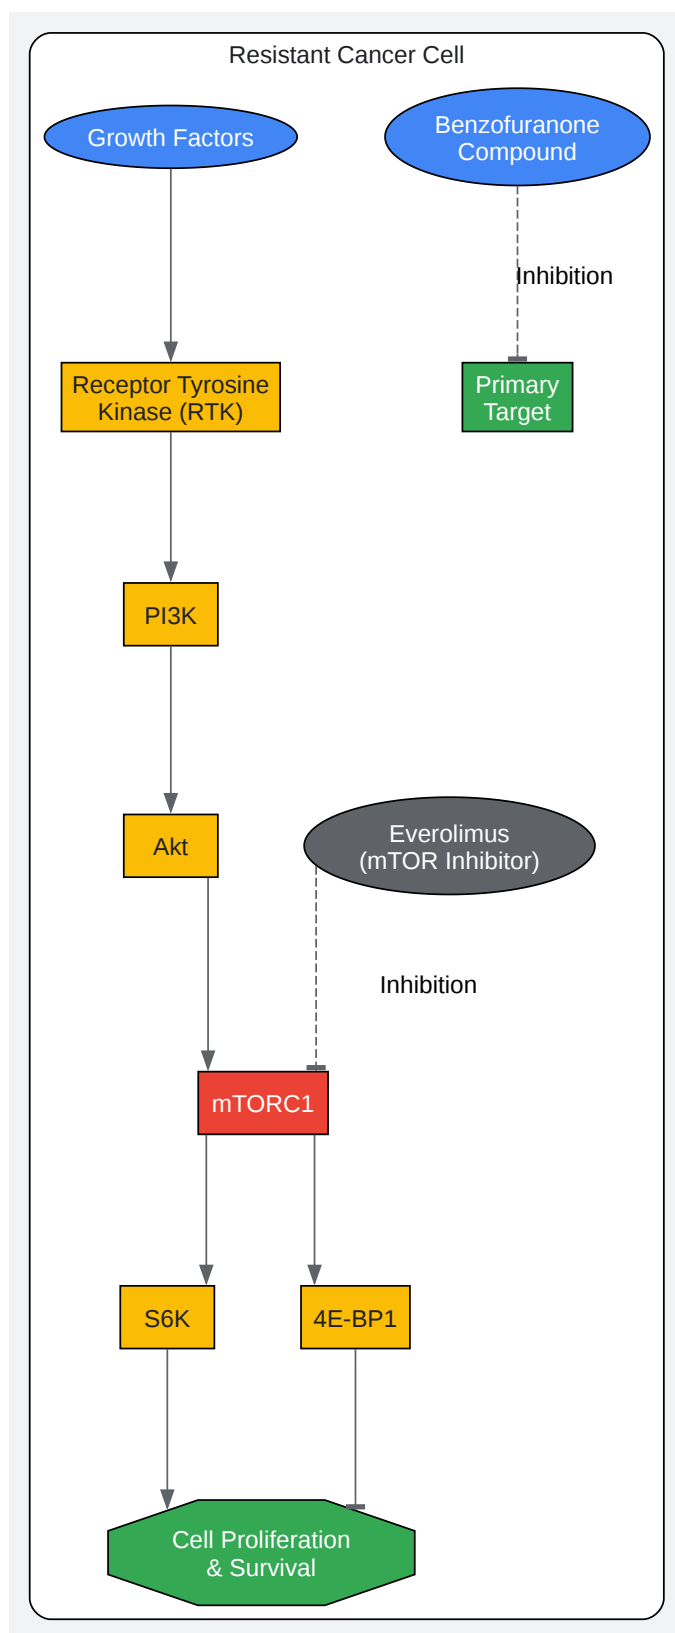 Resistant Cancer Cell
Growth Factors
Benzofuranone
Compound
Inhibition
Receptor Tyrosine
Kinase (RTK)
Primary
Target
PI3K
Akt
Everolimus
(mTOR Inhibitor)
Inhibition
mTORC1
S6K
4E-BP1
Cell Proliferation
& Survival